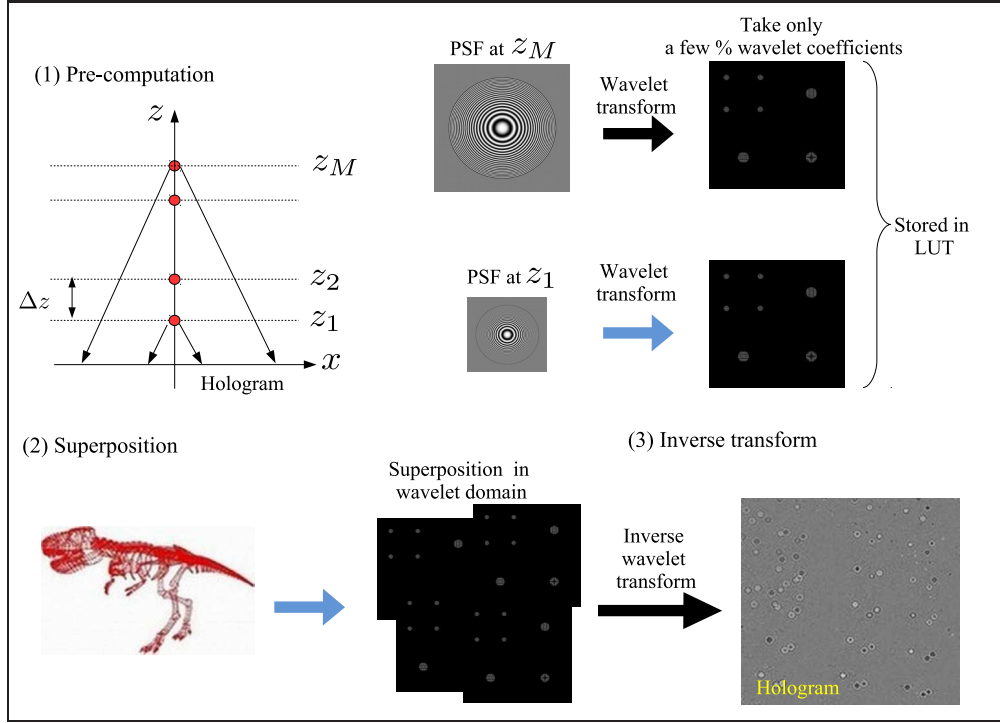 (1) Pre-computation
z
z_M
z_2
Δz
z_1
x
Hologram
PSF at z_M
Wavelet
transform
Take only
a few % wavelet coefficients
PSF at z_1
Wavelet
transform
Stored in
LUT
(2) Superposition
Superposition in
wavelet domain
(3) Inverse transform
Inverse
wavelet
transform
Hologram